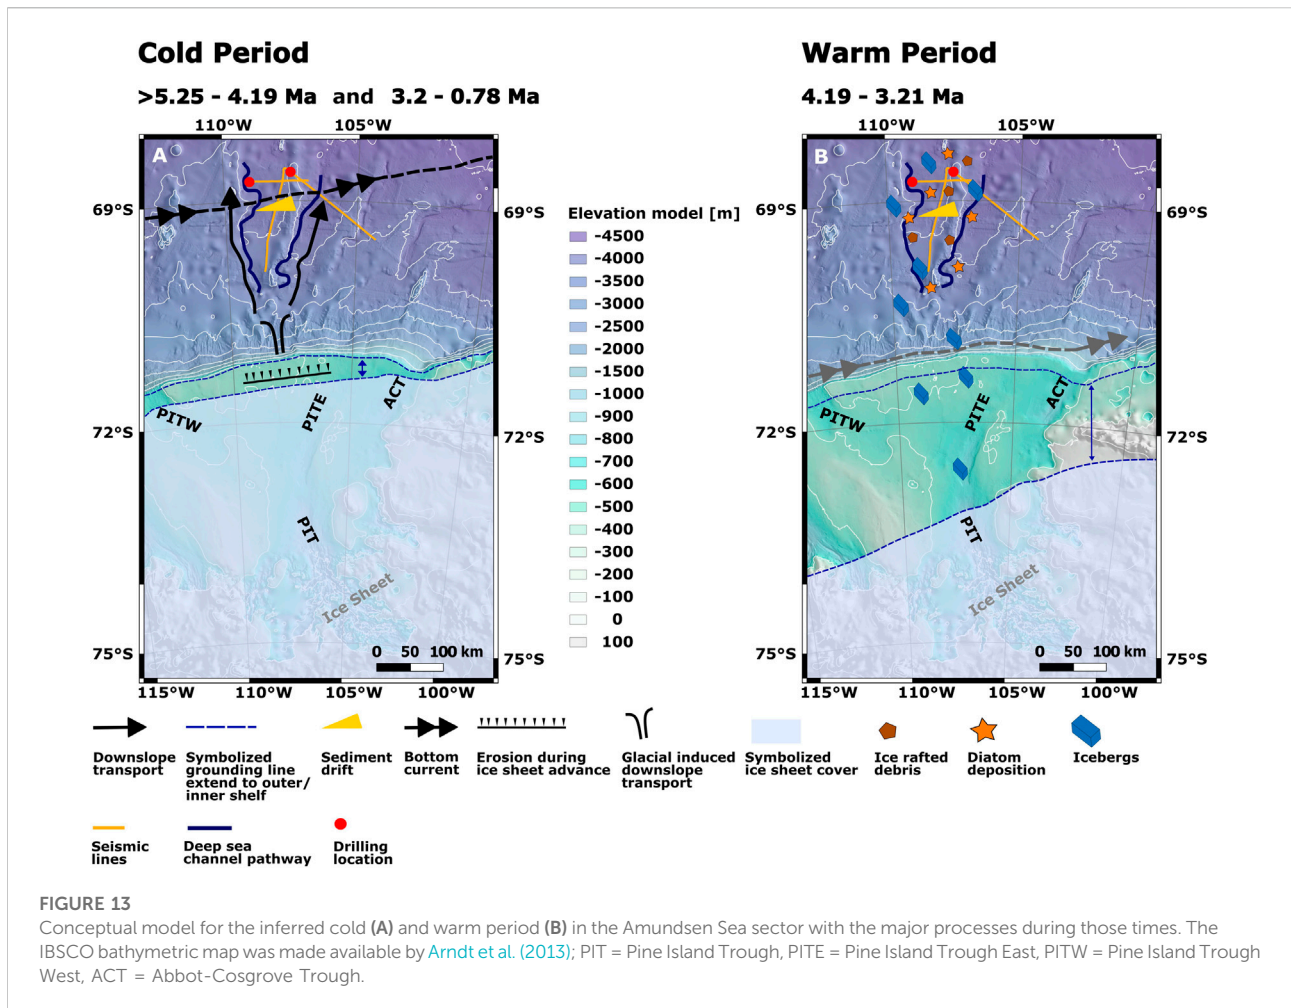 Cold Period
>5.25 - 4.19 Ma and 3.2 - 0.78 Ma
110°W 105°W
A
69°S 69°S
PITW PITE ACT
72°S 72°S
PIT
Ice Sheet
0 50 100 km
75°S 75°S
115°W 110°W 105°W 100°W
Elevation model [m]
-4500
-4000
-3500
-3000
-2500
-2000
-1500
-1000
-900
-800
-700
-600
-500
-400
-300
-200
-100
0
100
Warm Period
4.19 - 3.21 Ma
110°W 105°W
B
69°S 69°S
PITW PITE ACT
72°S 72°S
PIT
Ice Sheet
0 50 100 km
75°S 75°S
115°W 110°W 105°W 100°W
Downslope
transport
Symbolized
grounding line
extend to outer/
inner shelf
Sediment
drift
Bottom
current
Erosion during
ice sheet advance
Glacial induced
downslope
transport
Symbolized
ice sheet cover
Ice rafted
debris
Diatom
deposition
Icebergs
Seismic
lines
Deep sea
channel pathway
Drilling
location
FIGURE 13
Conceptual model for the inferred cold (A) and warm period (B) in the Amundsen Sea sector with the major processes during those times. The
IBSCO bathymetric map was made available by Arndt et al. (2013); PIT = Pine Island Trough, PITE = Pine Island Trough East, PITW = Pine Island Trough
West, ACT = Abbot-Cosgrove Trough.